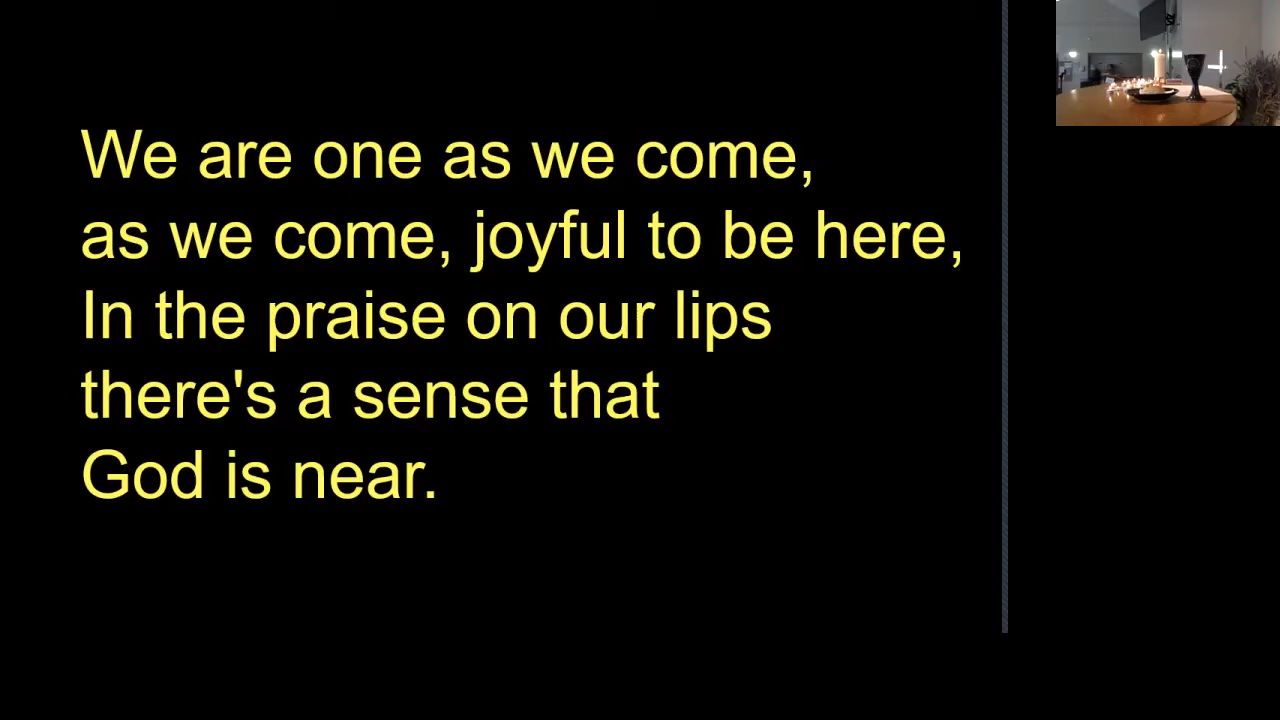 We are one as we come,
as we come, joyful to be here,
In the praise on our lips
there's a sense that
God is near.